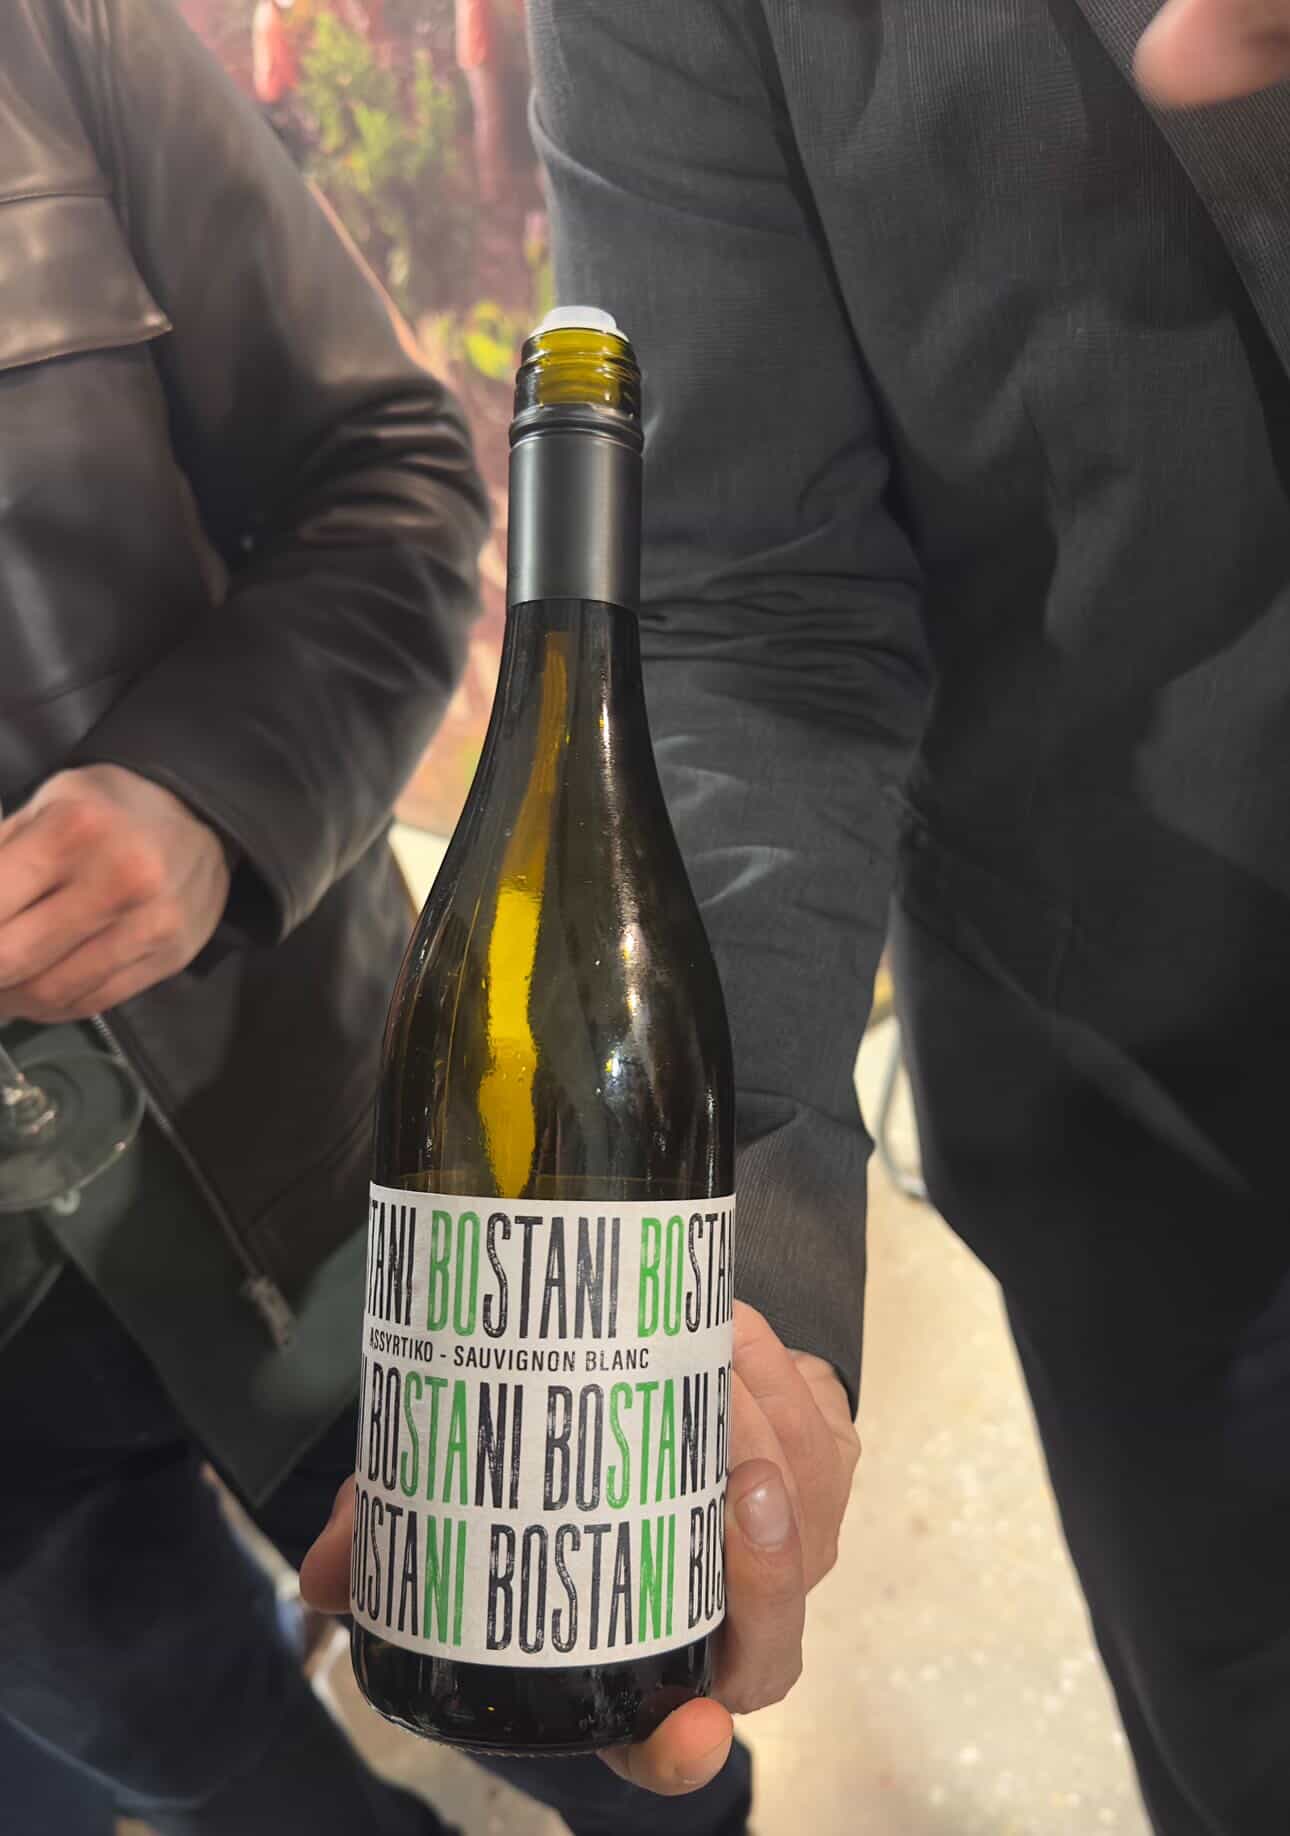 TANI BOSTANI BOSTAN
ASSYRTIKO - SAUVIGNON BLANC
NI BOSTANI BOSTANI BO
BOSTANI BOSTANI BOS